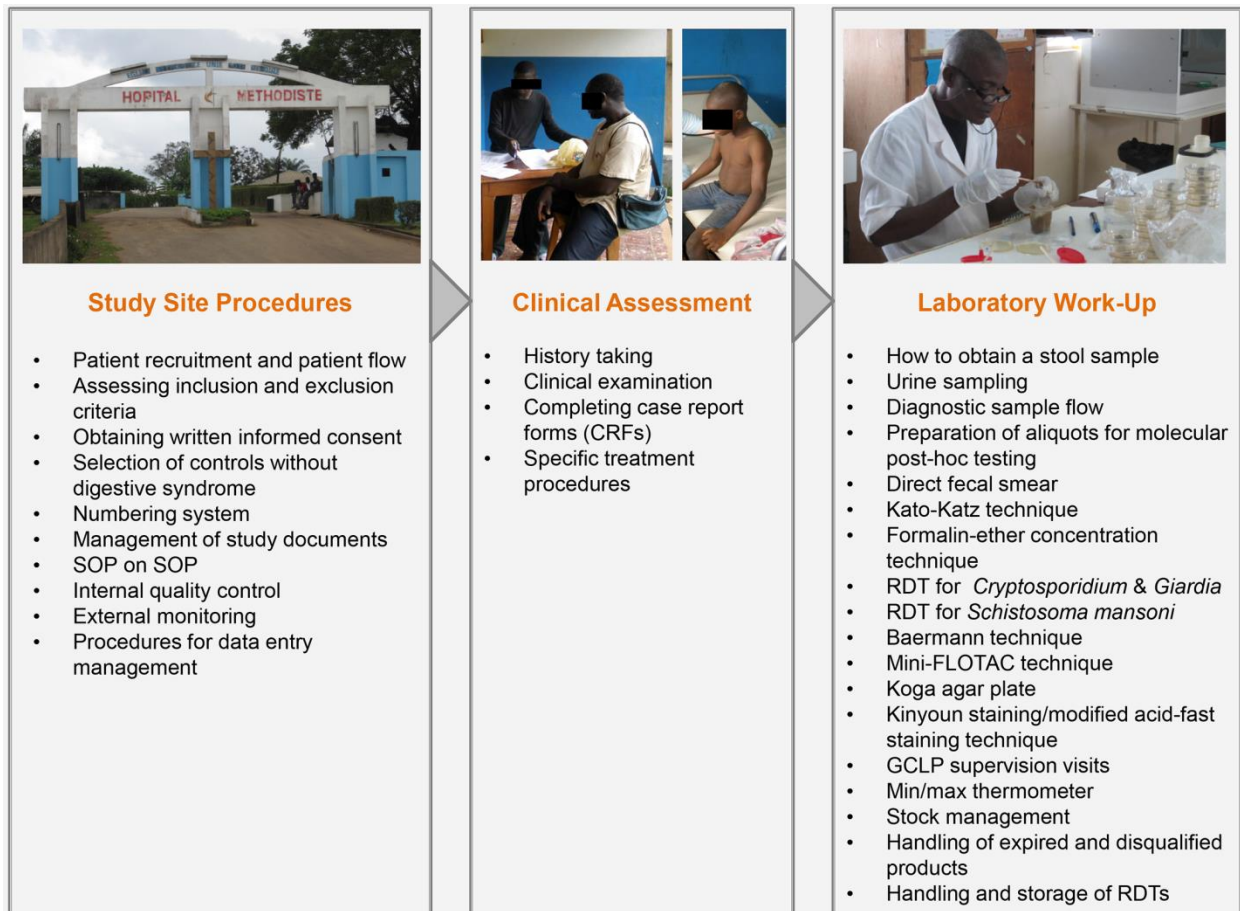 HOPITAL METHODISTE
Study Site Procedures
• Patient recruitment and patient flow
• Assessing inclusion and exclusion
criteria
• Obtaining written informed consent
• Selection of controls without
digestive syndrome
• Numbering system
• Management of study documents
• SOP on SOP
• Internal quality control
• External monitoring
• Procedures for data entry
management
Clinical Assessment
• History taking
• Clinical examination
• Completing case report
forms (CRFs)
• Specific treatment
procedures
Laboratory Work-Up
• How to obtain a stool sample
• Urine sampling
• Diagnostic sample flow
• Preparation of aliquots for molecular
post-hoc testing
• Direct fecal smear
• Kato-Katz technique
• Formalin-ether concentration
technique
• RDT for Cryptosporidium & Giardia
• RDT for Schistosoma mansoni
• Baermann technique
• Mini-FLOTAC technique
• Koga agar plate
• Kinyoun staining/modified acid-fast
staining technique
• GCLP supervision visits
• Min/max thermometer
• Stock management
• Handling of expired and disqualified
products
• Handling and storage of RDTs